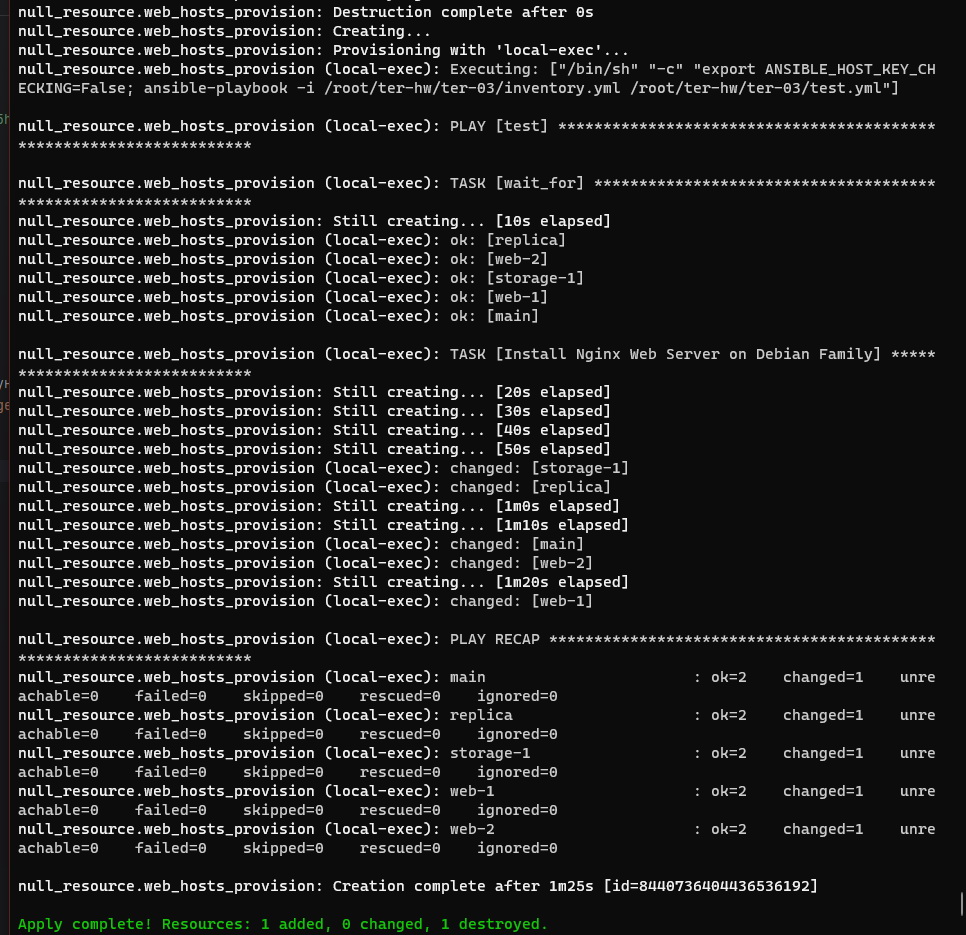 null_resource.web_hosts_provision: Destruction complete after 0s
null_resource.web_hosts_provision: Creating...
null_resource.web_hosts_provision: Provisioning with 'local-exec'...
null_resource.web_hosts_provision (local-exec): Executing: ["/bin/sh" "-c" "export ANSIBLE_HOST_KEY_CH
ECKING=False; ansible-playbook -i /root/ter-hw/ter-03/inventory.yml /root/ter-hw/ter-03/test.yml"]
null_resource.web_hosts_provision (local-exec): PLAY [test] ******************************************
**************************
null_resource.web_hosts_provision (local-exec): TASK [wait_for] **************************************
**************************
null_resource.web_hosts_provision: Still creating... [10s elapsed]
null_resource.web_hosts_provision (local-exec): ok: [replica]
null_resource.web_hosts_provision (local-exec): ok: [web-2]
null_resource.web_hosts_provision (local-exec): ok: [storage-1]
null_resource.web_hosts_provision (local-exec): ok: [web-1]
null_resource.web_hosts_provision (local-exec): ok: [main]
null_resource.web_hosts_provision (local-exec): TASK [Install Nginx Web Server on Debian Family] *****
**************************
null_resource.web_hosts_provision: Still creating... [20s elapsed]
null_resource.web_hosts_provision: Still creating... [30s elapsed]
null_resource.web_hosts_provision: Still creating... [40s elapsed]
null_resource.web_hosts_provision: Still creating... [50s elapsed]
null_resource.web_hosts_provision (local-exec): changed: [storage-1]
null_resource.web_hosts_provision (local-exec): changed: [replica]
null_resource.web_hosts_provision: Still creating... [1m0s elapsed]
null_resource.web_hosts_provision: Still creating... [1m10s elapsed]
null_resource.web_hosts_provision (local-exec): changed: [main]
null_resource.web_hosts_provision (local-exec): changed: [web-2]
null_resource.web_hosts_provision: Still creating... [1m20s elapsed]
null_resource.web_hosts_provision (local-exec): changed: [web-1]
null_resource.web_hosts_provision (local-exec): PLAY RECAP *******************************************
**************************
null_resource.web_hosts_provision (local-exec): main                       : ok=2    changed=1    unre
achable=0    failed=0    skipped=0    rescued=0    ignored=0
null_resource.web_hosts_provision (local-exec): replica                    : ok=2    changed=1    unre
achable=0    failed=0    skipped=0    rescued=0    ignored=0
null_resource.web_hosts_provision (local-exec): storage-1                  : ok=2    changed=1    unre
achable=0    failed=0    skipped=0    rescued=0    ignored=0
null_resource.web_hosts_provision (local-exec): web-1                      : ok=2    changed=1    unre
achable=0    failed=0    skipped=0    rescued=0    ignored=0
null_resource.web_hosts_provision (local-exec): web-2                      : ok=2    changed=1    unre
achable=0    failed=0    skipped=0    rescued=0    ignored=0
null_resource.web_hosts_provision: Creation complete after 1m25s [id=8440736404436536192]
Apply complete! Resources: 1 added, 0 changed, 1 destroyed.